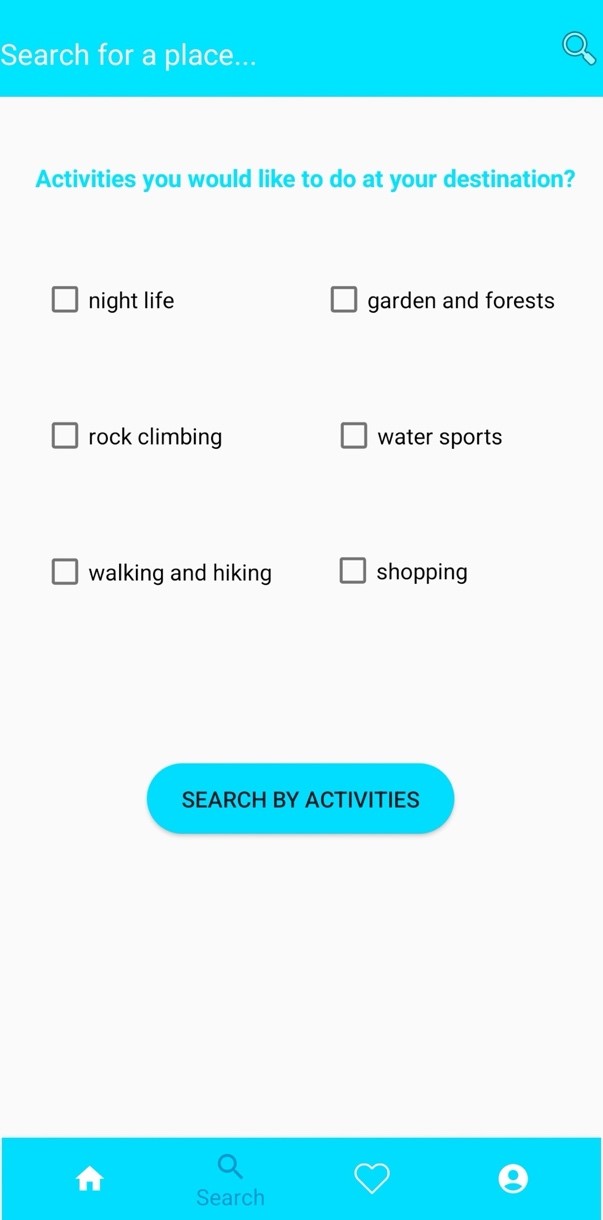 Search for a place...
Activities you would like to do at your destination?
night life
garden and forests
rock climbing
water sports
walking and hiking
shopping
SEARCH BY ACTIVITIES
Search